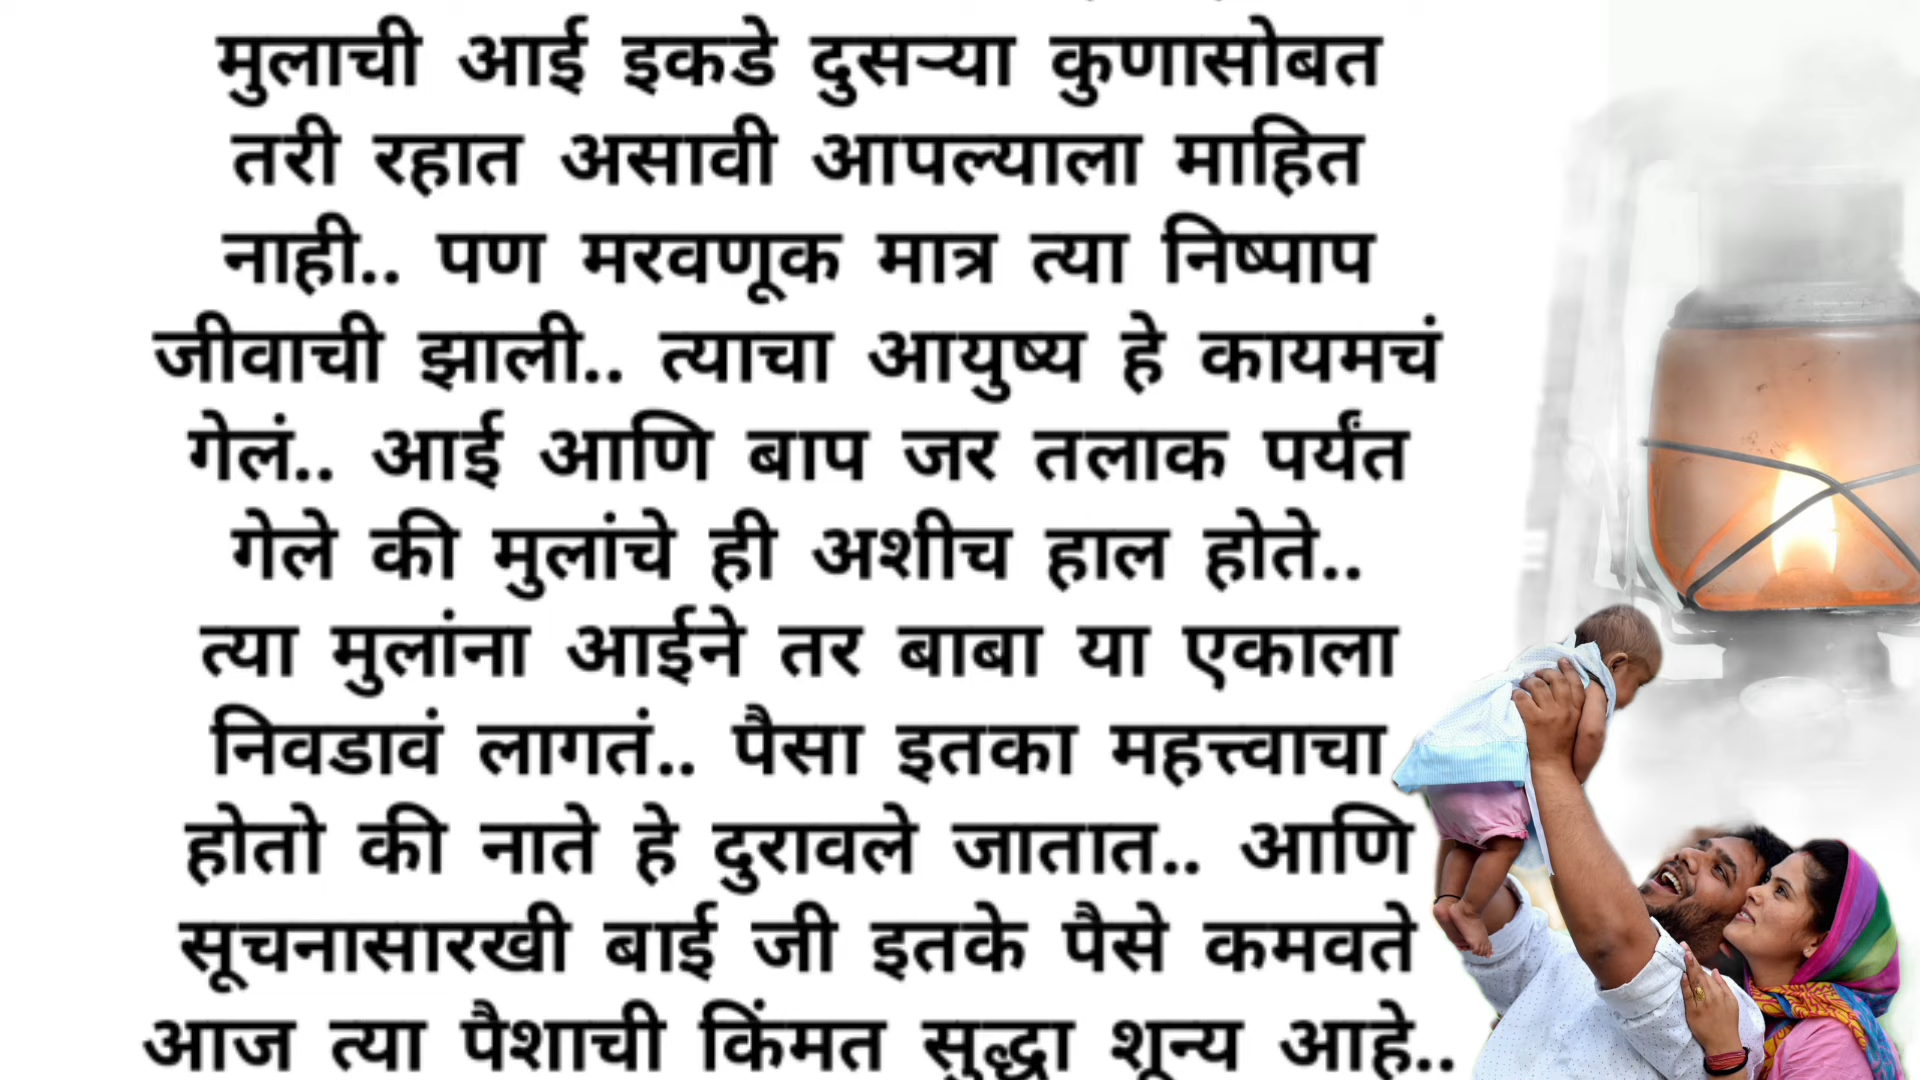 मुलाची आई इकडे दुसऱ्या कुणासोबत
तरी रहात असावी आपल्याला माहित
नाही.. पण मरवणूक मात्र त्या निष्पाप
जीवाची झाली.. त्याचा आयुष्य हे कायमचं
गेलं.. आई आणि बाप जर तलाक पर्यंत
गेले की मुलांचे ही अशीच हाल होते..
त्या मुलांना आईने तर बाबा या एकाला
निवडावं लागतं.. पैसा इतका महत्त्वाचा
होतो की नाते हे दुरावले जातात.. आणि
सूचनासारखी बाई जी इतके पैसे कमवते
आज त्या पैशाची किंमत सुद्धा शून्य आहे..